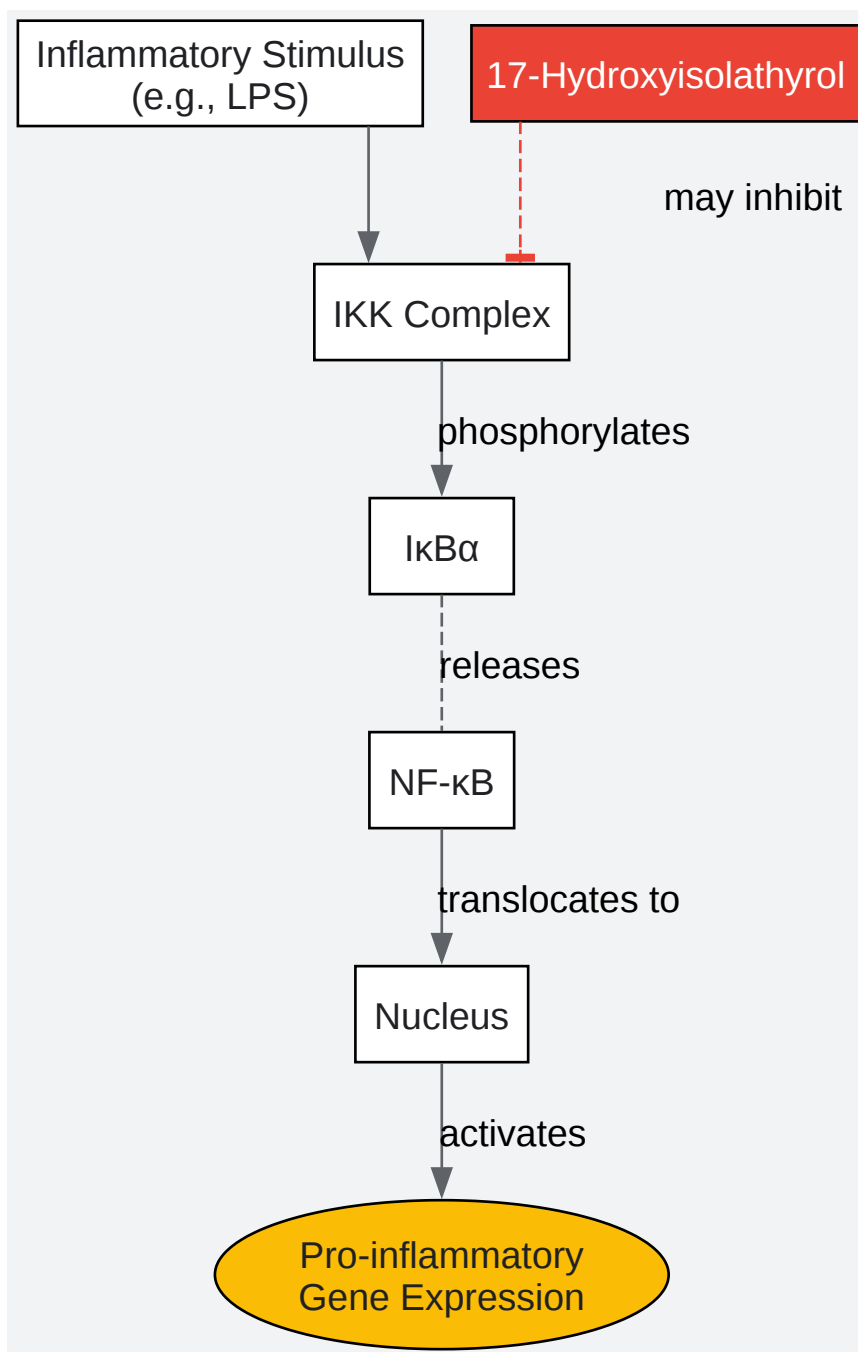 Inflammatory Stimulus
(e.g., LPS)
17-Hydroxyisolathyrol
may inhibit
IKK Complex
phosphorylates
IκBα
releases
NF-κB
translocates to
Nucleus
activates
Pro-inflammatory
Gene Expression